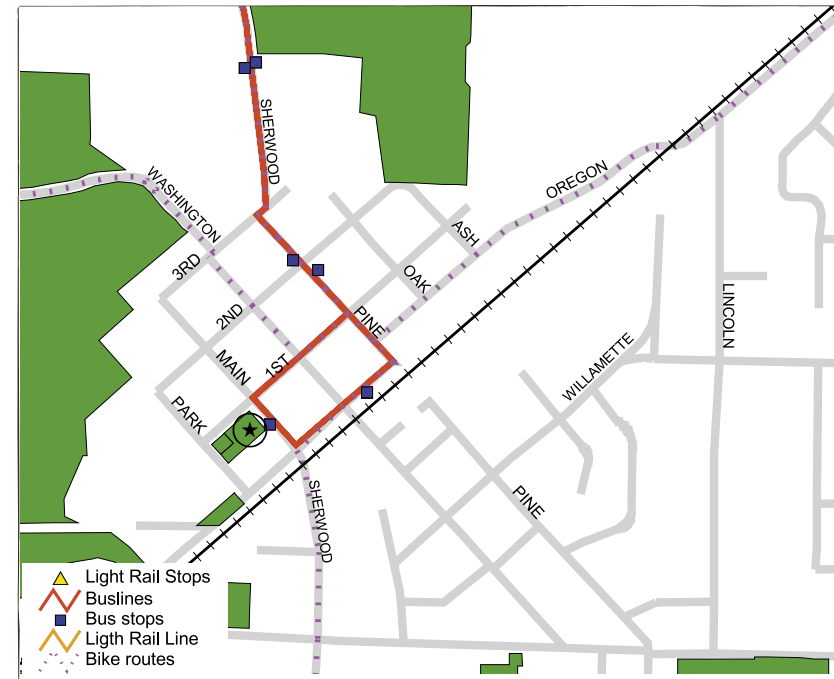 SHERWOOD
WASHINGTON
OREGON
ASH
3RD
OAK
2ND
PINE
LINCOLN
1ST
MAIN
WILLAMETTE
PARK
PINE
SHERWOOD
Light Rail Stops
Buslines
Bus stops
Ligth Rail Line
Bike routes